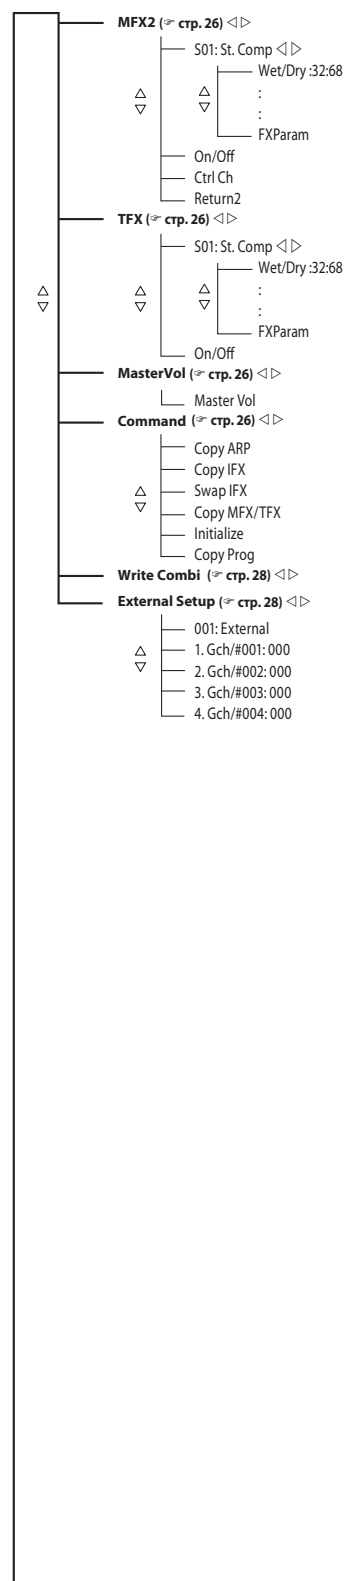 MFX2 (☞ стр. 26) ◁ ▷
S01: St. Comp ◁ ▷
Wet/Dry :32:68
:
:
FXParam
On/Off
Ctrl Ch
Return2
TFX (☞ стр. 26) ◁ ▷
S01: St. Comp ◁ ▷
Wet/Dry :32:68
:
:
FXParam
On/Off
MasterVol (☞ стр. 26) ◁ ▷
Master Vol
Command (☞ стр. 26) ◁ ▷
Copy ARP
Copy IFX
Swap IFX
Copy MFX/TFX
Initialize
Copy Prog
Write Combi (☞ стр. 28) ◁ ▷
External Setup (☞ стр. 28) ◁ ▷
001: External
1. Gch/#001: 000
2. Gch/#002: 000
3. Gch/#003: 000
4. Gch/#004: 000